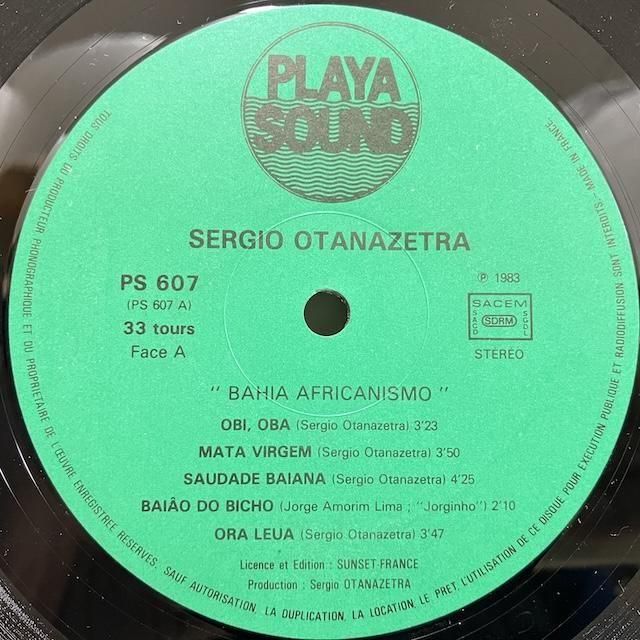 PLAYA
SOUND
SERGIO OTANAZETRA
PS 607
(PS 607 A)
33 tours
Face A
℗ 1983
SACEM
SACD
SDRM
SGDL
STÉRÉO
" BAHIA AFRICANISMO "
OBI, OBA (Sergio Otanazetra) 3'23
MATA VIRGEM (Sergio Otanazetra) 3'50
SAUDADE BAIANA (Sergio Otanazetra) 4'25
BAIÂO DO BICHO (Jorge Amorim Lima ; "Jorginho") 2'10
ORA LEUA (Sergio Otanazetra) 3'47
Licence et Edition : SUNSET-FRANCE
Production : Sergio OTANAZETRA
TOUS DROITS DU PRODUCTEUR PHONOGRAPHIQUE ET DU PROPRIETAIRE DE L'ŒUVRE ENREGISTREE RESERVES. SAUF AUTORISATION, LA DUPLICATION, LA LOCATION, LE PRET, L'UTILISATION DE CE DISQUE POUR EXECUTION PUBLIQUE ET RADIODIFFUSION SONT INTERDITS - MADE IN FRANCE.